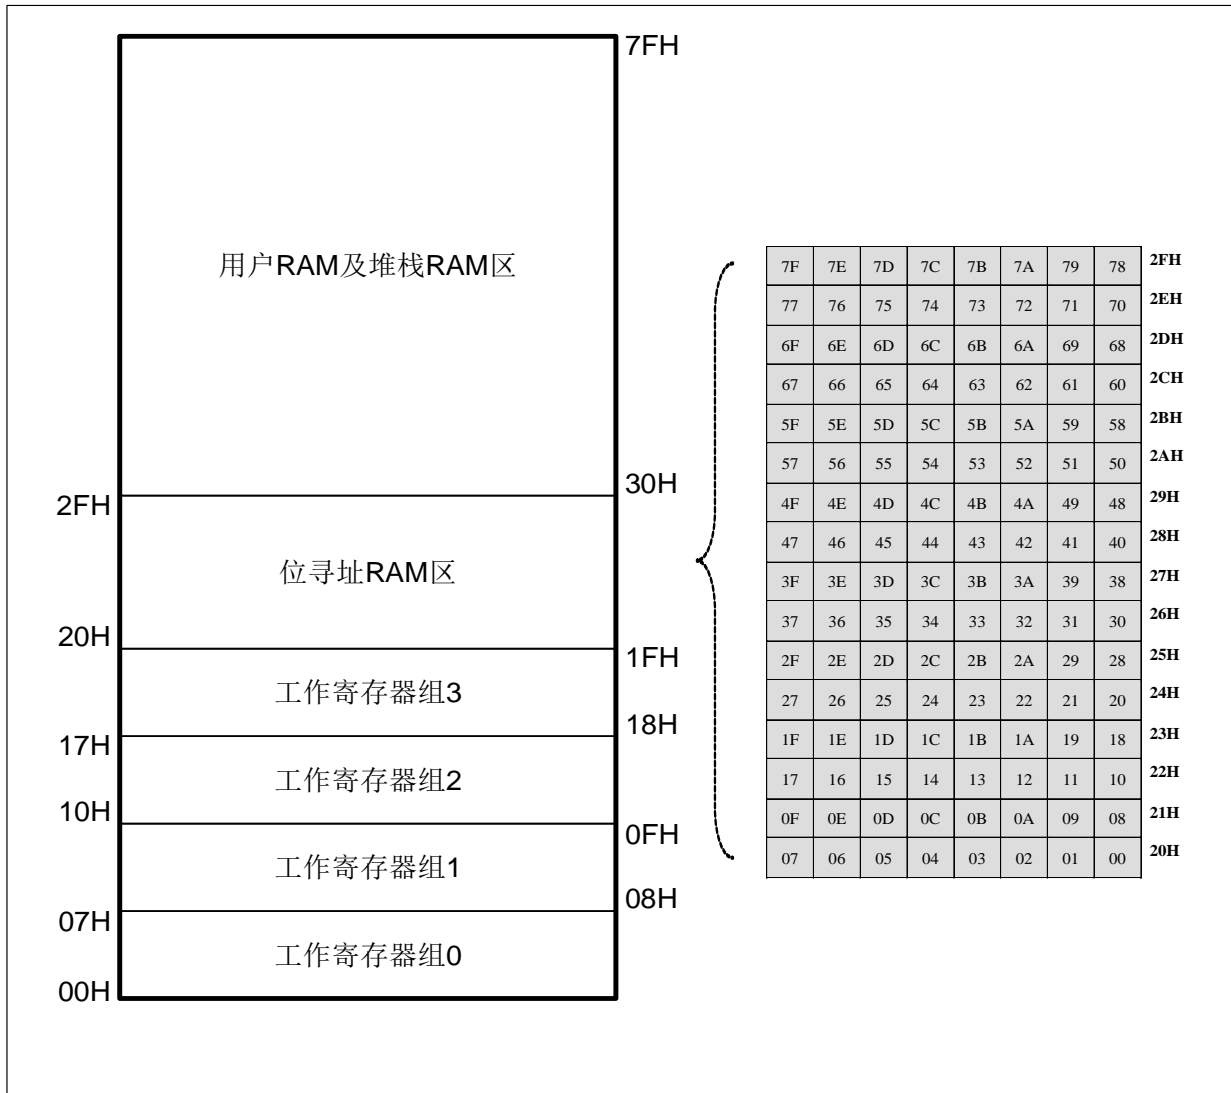 7FH
用户RAM及堆栈RAM区
30H
2FH
位寻址RAM区
20H
1FH
工作寄存器组3
18H
17H
工作寄存器组2
10H
0FH
工作寄存器组1
08H
07H
工作寄存器组0
00H
7F 7E 7D 7C 7B 7A 79 78 2FH
77 76 75 74 73 72 71 70 2EH
6F 6E 6D 6C 6B 6A 69 68 2DH
67 66 65 64 63 62 61 60 2CH
5F 5E 5D 5C 5B 5A 59 58 2BH
57 56 55 54 53 52 51 50 2AH
4F 4E 4D 4C 4B 4A 49 48 29H
47 46 45 44 43 42 41 40 28H
3F 3E 3D 3C 3B 3A 39 38 27H
37 36 35 34 33 32 31 30 26H
2F 2E 2D 2C 2B 2A 29 28 25H
27 26 25 24 23 22 21 20 24H
1F 1E 1D 1C 1B 1A 19 18 23H
17 16 15 14 13 12 11 10 22H
0F 0E 0D 0C 0B 0A 09 08 21H
07 06 05 04 03 02 01 00 20H